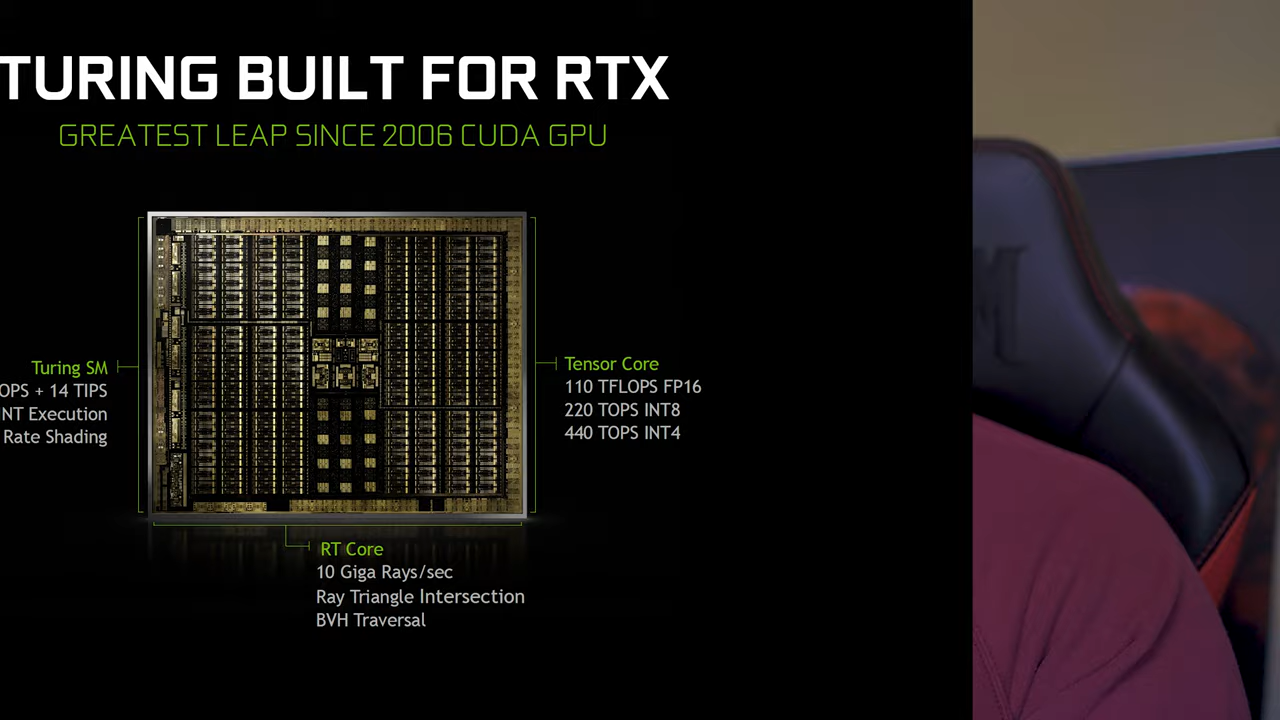 TURING BUILT FOR RTX
GREATEST LEAP SINCE 2006 CUDA GPU
Turing SM
OPS + 14 TIPS
NT Execution
Rate Shading
Tensor Core
110 TFLOPS FP16
220 TOPS INT8
440 TOPS INT4
RT Core
10 Giga Rays/sec
Ray Triangle Intersection
BVH Traversal